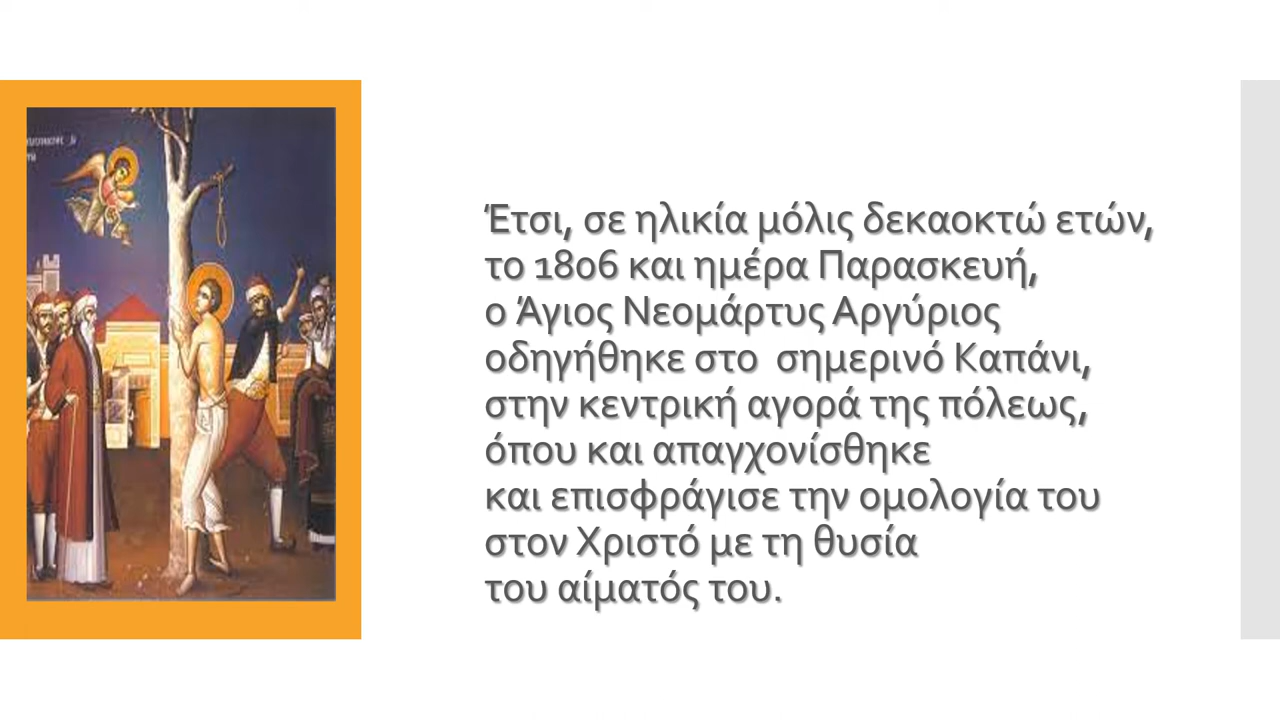 Έτσι, σε ηλικία μόλις δεκαοκτώ ετών,
το 1806 και ημέρα Παρασκευή,
ο Άγιος Νεομάρτυς Αργύριος
οδηγήθηκε στο σημερινό Καπάνι,
στην κεντρική αγορά της πόλεως,
όπου και απαγχονίσθηκε
και επισφράγισε την ομολογία του
στον Χριστό με τη θυσία
του αίματός του.